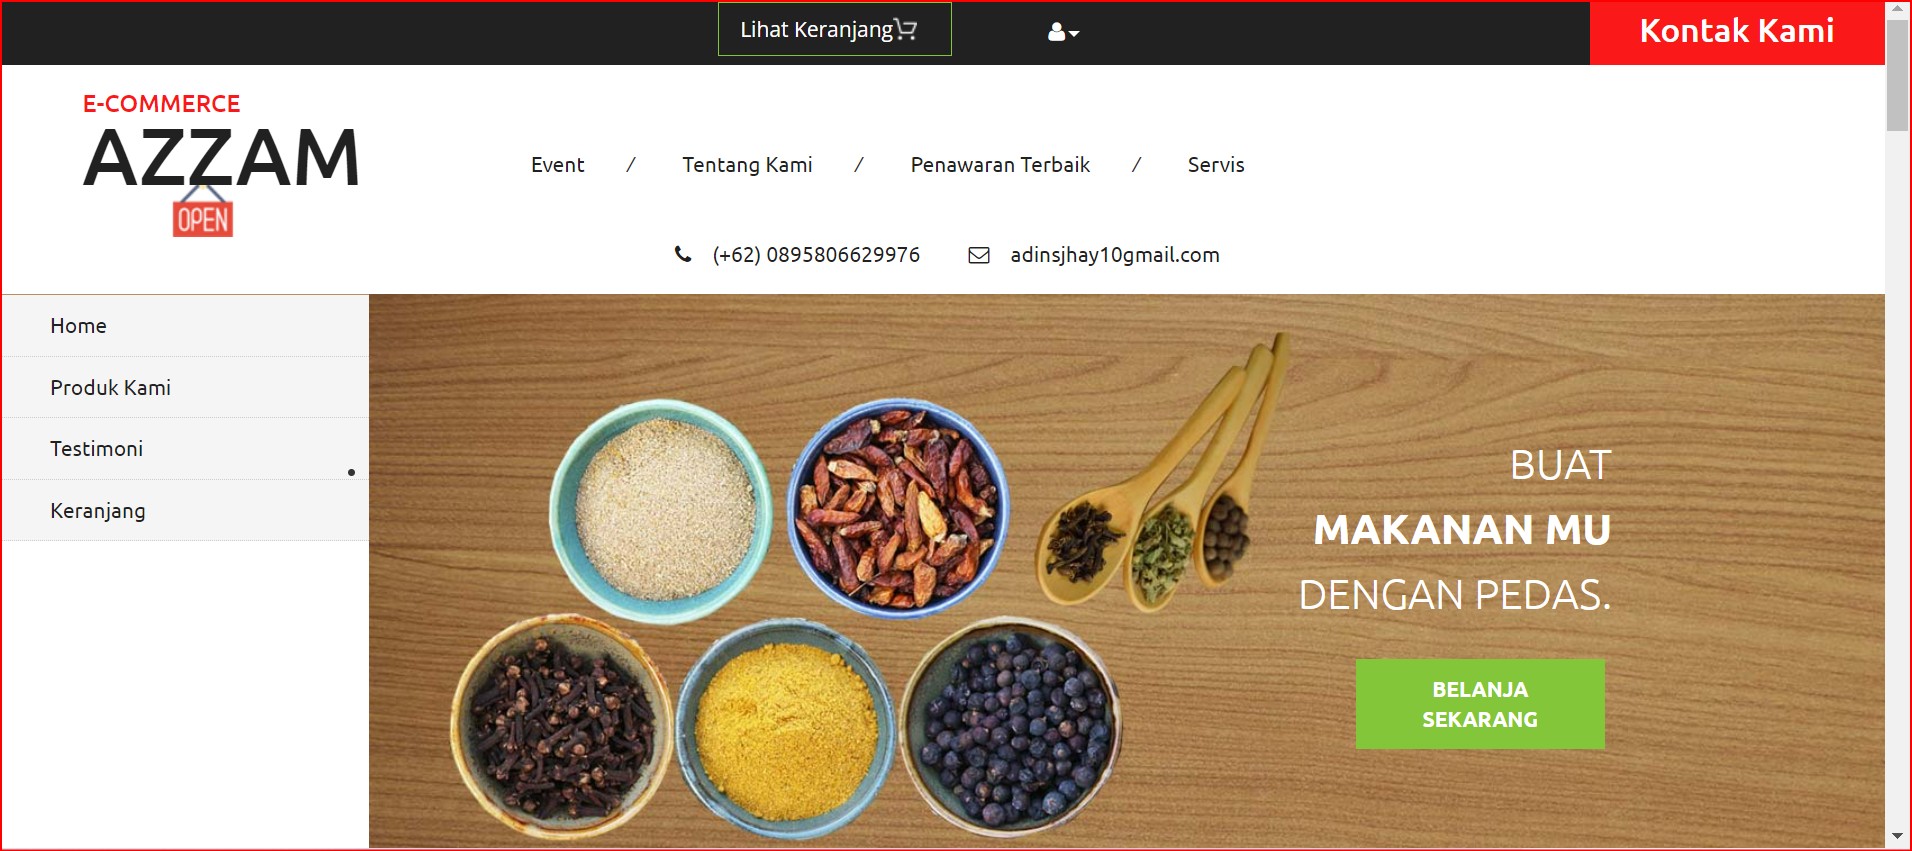 Lihat Keranjang
Kontak Kami
E-COMMERCE
AZZAM
OPEN
Event / Tentang Kami / Penawaran Terbaik / Servis
(+62) 0895806629976 adinsjhay10gmail.com
Home
Produk Kami
Testimoni
Keranjang
BUAT
MAKANAN MU
DENGAN PEDAS.
BELANJA
SEKARANG